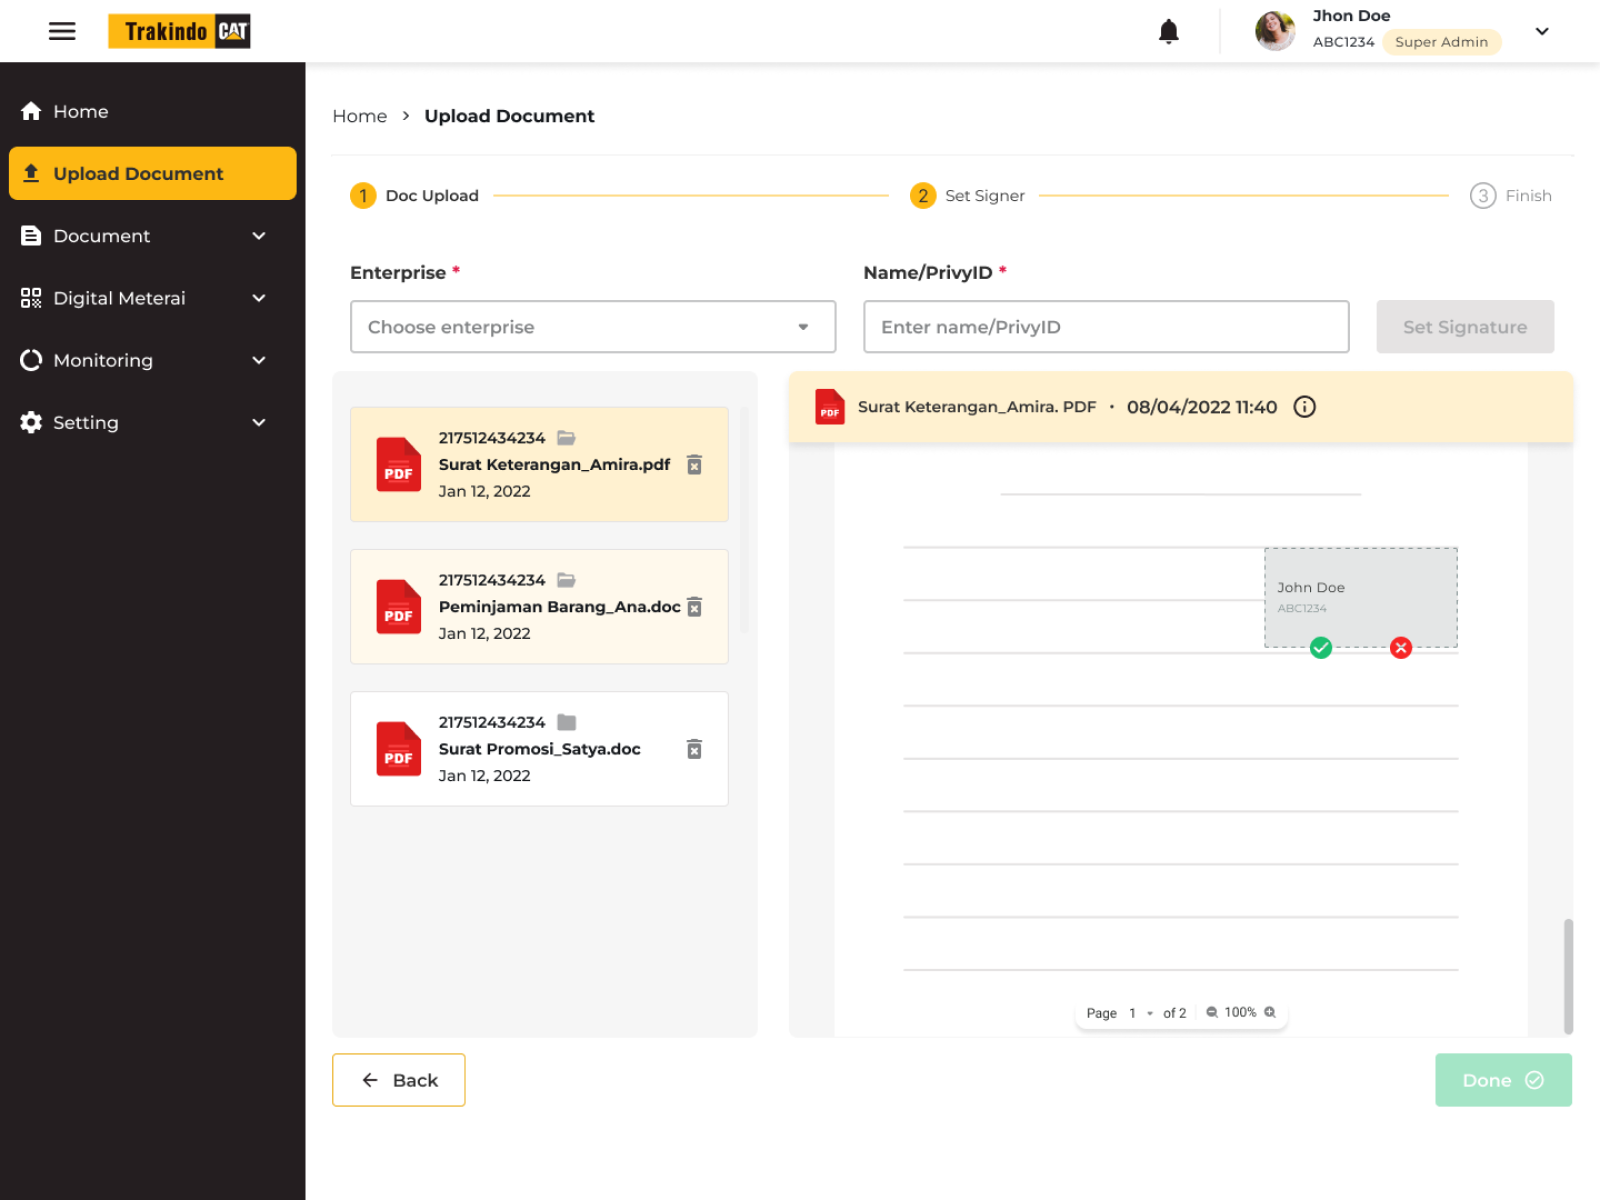 Trakindo CAT
Jhon Doe
ABC1234 Super Admin
Home
Upload Document
Document
Digital Meterai
Monitoring
Setting
Home > Upload Document
1 Doc Upload
2 Set Signer
3 Finish
Enterprise *
Choose enterprise
Name/PrivyID *
Enter name/PrivyID
Set Signature
PDF
217512434234
Surat Keterangan_Amira.pdf
Jan 12, 2022
PDF
217512434234
Peminjaman Barang_Ana.doc
Jan 12, 2022
PDF
217512434234
Surat Promosi_Satya.doc
Jan 12, 2022
PDF
Surat Keterangan_Amira. PDF · 08/04/2022 11:40
John Doe
ABC1234
Page 1 of 2 100%
Back
Done